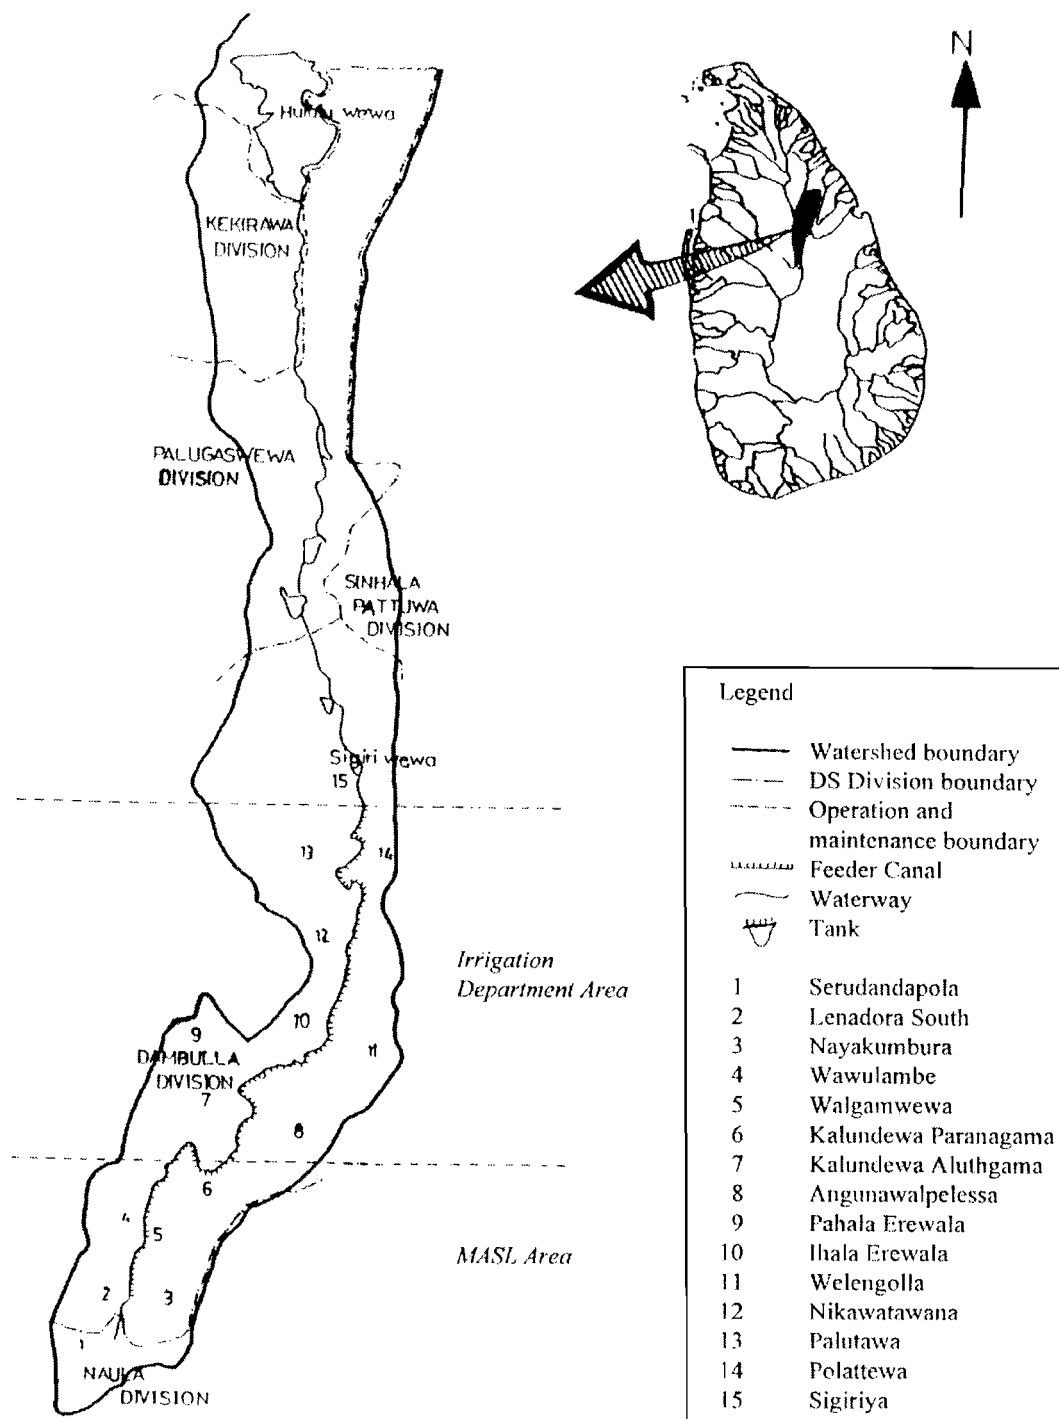 N
Hurulu wewa
KEKIRAWA
DIVISION
PALUGASWEWA
DIVISION
SINHALA
PATTUWA
DIVISION
Sigiri wewa
15
13
14
12
Irrigation
Department Area
10
9
11
DAMBULLA
DIVISION
7
8
6
4
5
MASL Area
2
3
1
NAULA
DIVISION
Legend
Watershed boundary
DS Division boundary
Operation and
maintenance boundary
Feeder Canal
Waterway
Tank
1 Serudandapola
2 Lenadora South
3 Nayakumbura
4 Wawulambe
5 Walgamwewa
6 Kalundewa Paranagama
7 Kalundewa Aluthgama
8 Angunawalpelessa
9 Pahala Erewala
10 Ihala Erewala
11 Welengolla
12 Nikawatawana
13 Palutawa
14 Polattewa
15 Sigiriya